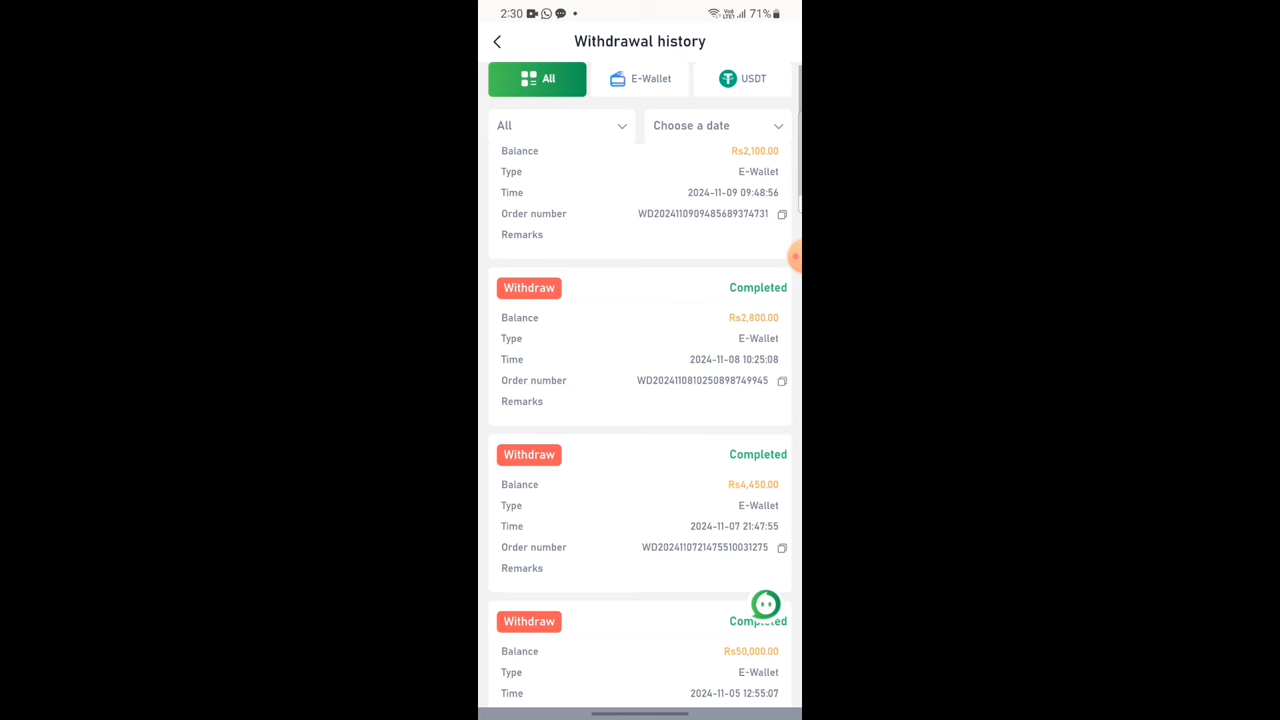 2:30 71%
Withdrawal history
All E-Wallet USDT
All Choose a date
Balance Rs2,100.00
Type E-Wallet
Time 2024-11-09 09:48:56
Order number WD2024110909485689374731
Remarks
Withdraw Completed
Balance Rs2,800.00
Type E-Wallet
Time 2024-11-08 10:25:08
Order number WD2024110810250898749945
Remarks
Withdraw Completed
Balance Rs4,450.00
Type E-Wallet
Time 2024-11-07 21:47:55
Order number WD2024110721475510031275
Remarks
Withdraw Completed
Balance Rs50,000.00
Type E-Wallet
Time 2024-11-05 12:55:07